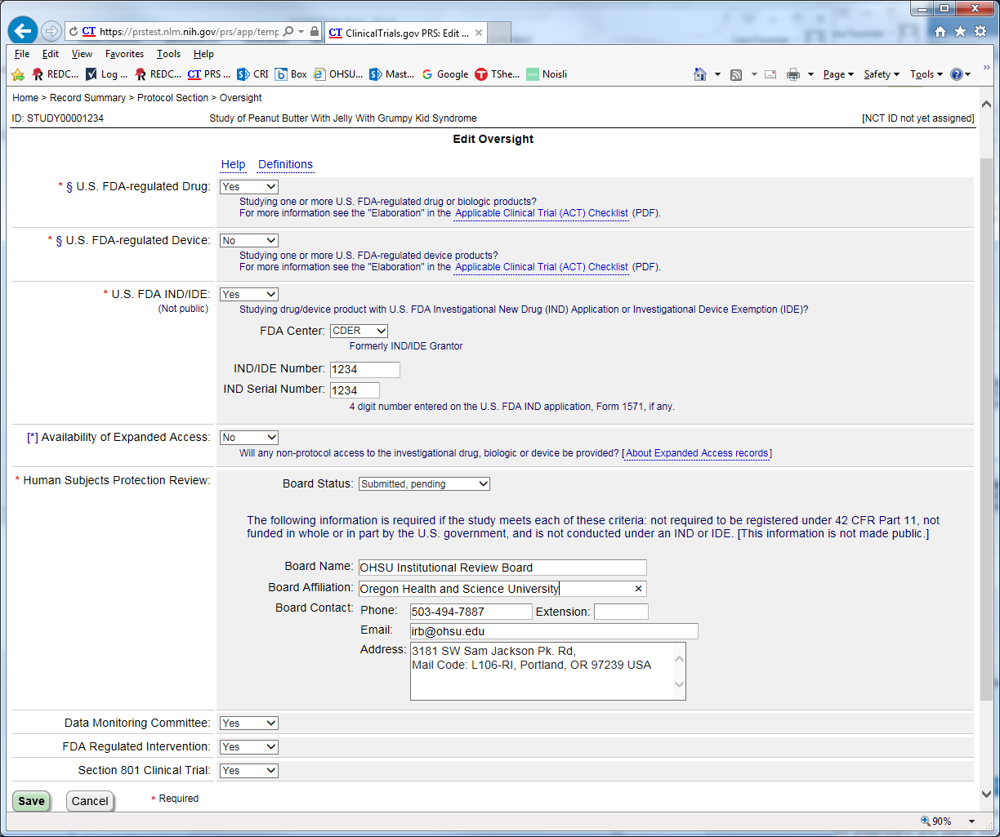 https://prstest.nlm.nih.gov/prs/app/temp
CT ClinicalTrials.gov PRS: Edit ...
File Edit View Favorites Tools Help
REDC... Log ... REDC... CT PRS ... CRI Box OHSU... Mast... Google TShe... Noisli
Page Safety Tools
Home > Record Summary > Protocol Section > Oversight
ID: STUDY00001234 Study of Peanut Butter With Jelly With Grumpy Kid Syndrome [NCT ID not yet assigned]
Edit Oversight
Help Definitions
* § U.S. FDA-regulated Drug: Yes
Studying one or more U.S. FDA-regulated drug or biologic products?
For more information see the "Elaboration" in the Applicable Clinical Trial (ACT) Checklist (PDF).
* § U.S. FDA-regulated Device: No
Studying one or more U.S. FDA-regulated device products?
For more information see the "Elaboration" in the Applicable Clinical Trial (ACT) Checklist (PDF).
* U.S. FDA IND/IDE: Yes
(Not public) Studying drug/device product with U.S. FDA Investigational New Drug (IND) Application or Investigational Device Exemption (IDE)?
FDA Center: CDER
Formerly IND/IDE Grantor
IND/IDE Number: 1234
IND Serial Number: 1234
4 digit number entered on the U.S. FDA IND application, Form 1571, if any.
[*] Availability of Expanded Access: No
Will any non-protocol access to the investigational drug, biologic or device be provided? [About Expanded Access records]
* Human Subjects Protection Review: Board Status: Submitted, pending
The following information is required if the study meets each of these criteria: not required to be registered under 42 CFR Part 11, not
funded in whole or in part by the U.S. government, and is not conducted under an IND or IDE. [This information is not made public.]
Board Name: OHSU Institutional Review Board
Board Affiliation: Oregon Health and Science University
Board Contact: Phone: 503-494-7887 Extension:
Email: irb@ohsu.edu
Address: 3181 SW Sam Jackson Pk. Rd,
Mail Code: L106-RI, Portland, OR 97239 USA
Data Monitoring Committee: Yes
FDA Regulated Intervention: Yes
Section 801 Clinical Trial: Yes
Save Cancel * Required
90%